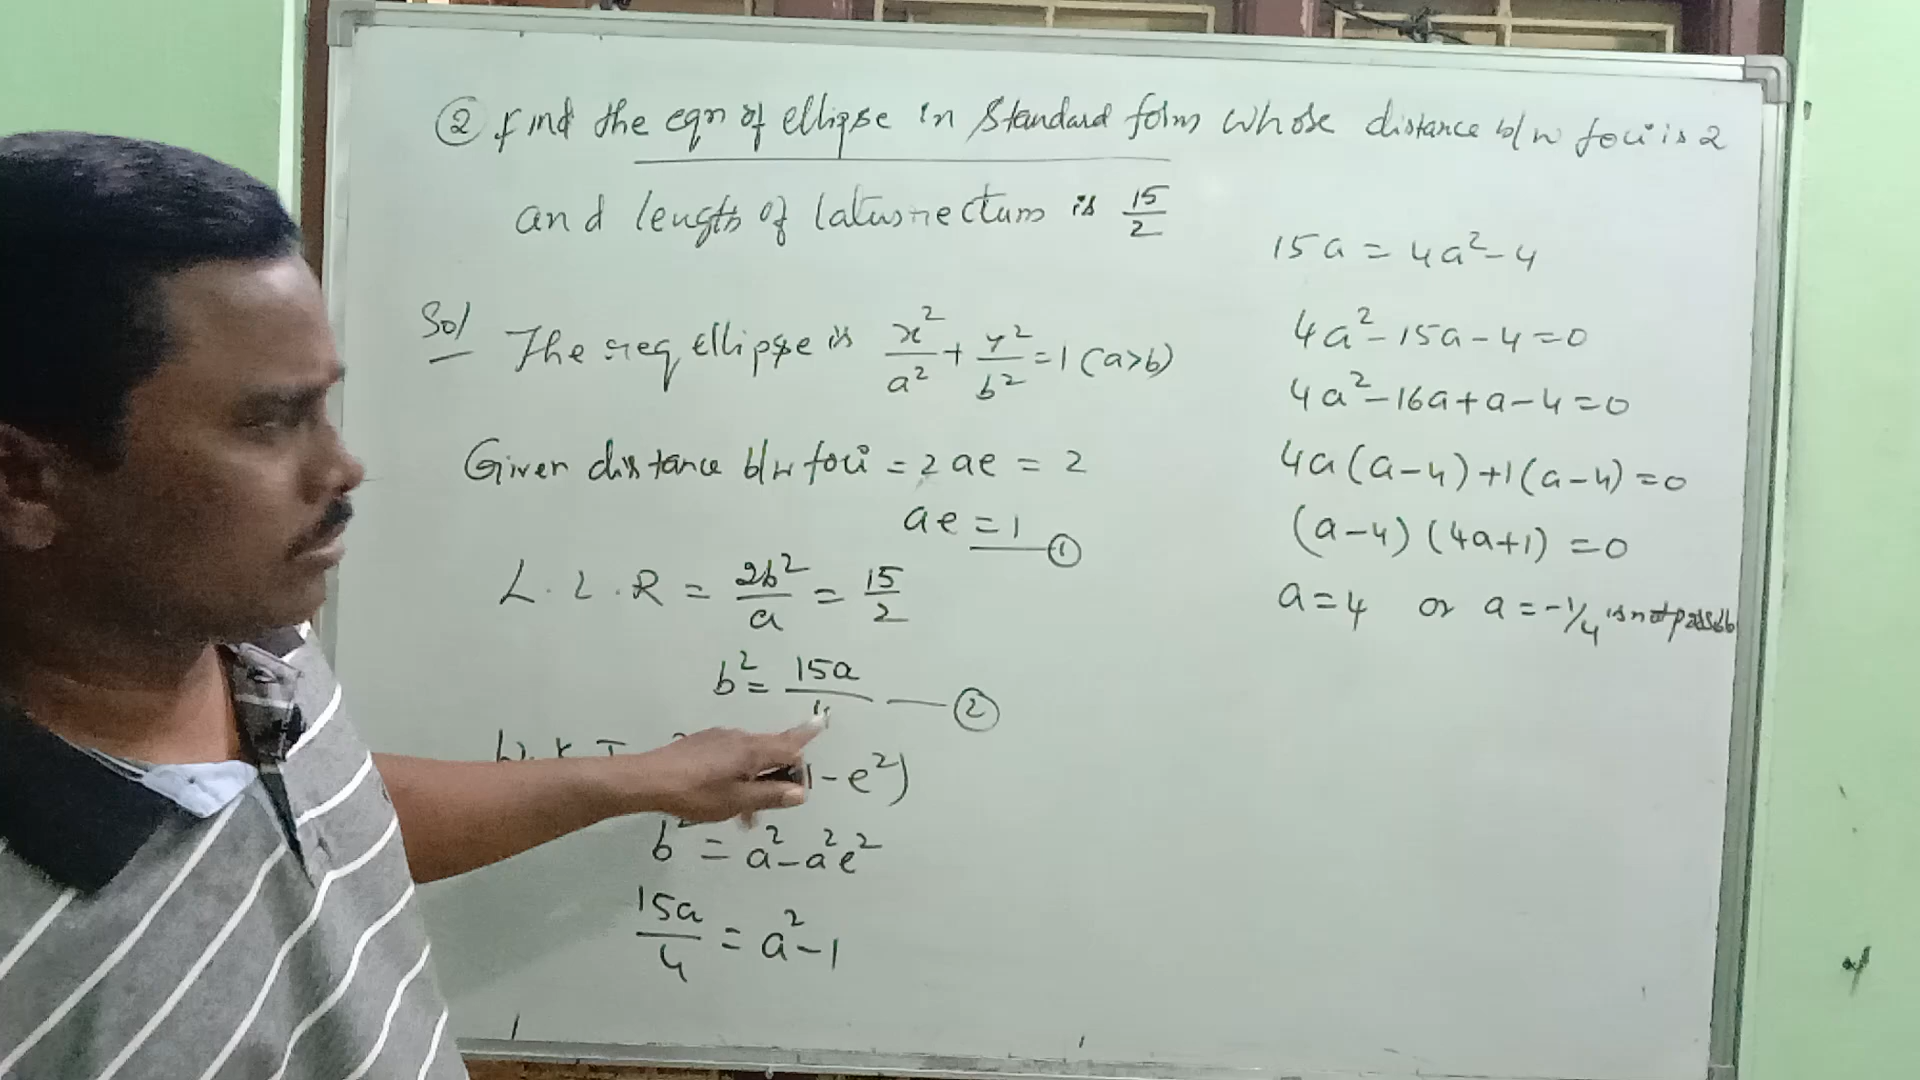 ② Find the eqn of ellipse in standard form whose distance b/w foci is 2
and length of latusrectum is 15/2
Sol The req ellipse is x²/a² + y²/b² = 1 (a>b)
Given distance b/w foci = 2ae = 2
ae = 1 — ①
L.L.R = 2b²/a = 15/2
b² = 15a/4 — ②
W.K.T 1-e²)
b² = a² - a²e²
15a/4 = a² - 1
15a = 4a² - 4
4a² - 15a - 4 = 0
4a² - 16a + a - 4 = 0
4a(a-4) + 1(a-4) = 0
(a-4)(4a+1) = 0
a = 4 or a = -1/4 is not possib